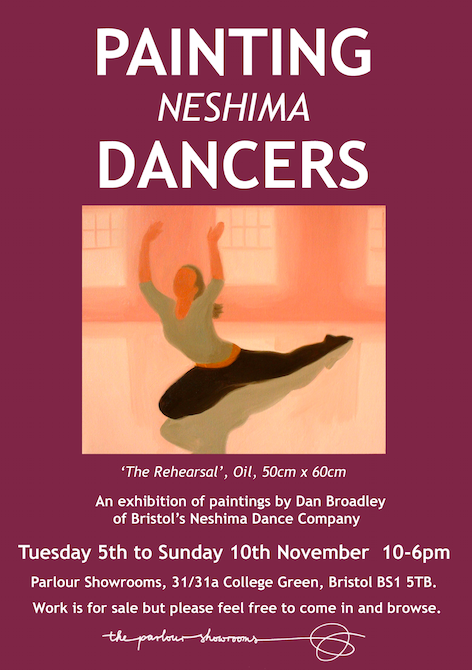 PAINTING
NESHIMA
DANCERS
‘The Rehearsal’, Oil, 50cm x 60cm
An exhibition of paintings by Dan Broadley
of Bristol’s Neshima Dance Company
Tuesday 5th to Sunday 10th November  10-6pm
Parlour Showrooms, 31/31a College Green, Bristol BS1 5TB.
Work is for sale but please feel free to come in and browse.
the parlour showrooms